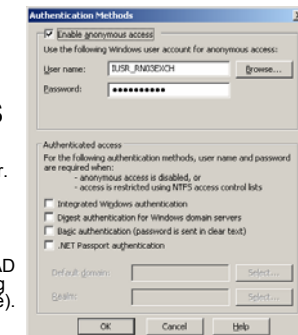 Authentication Methods
Enable anonymous access
Use the following Windows user account for anonymous access:
User name:
IUSR_RN03EXCH
Browse...
Password:
••••••••••
s
r.
AD
g
e).
Authenticated access
For the following authentication methods, user name and password
are required when:
- anonymous access is disabled, or
- access is restricted using NTFS access control lists
Integrated Windows authentication
Digest authentication for Windows domain servers
Basic authentication (password is sent in clear text)
.NET Passport authentication
Default domain:
Select...
Realm:
Select...
OK
Cancel
Help